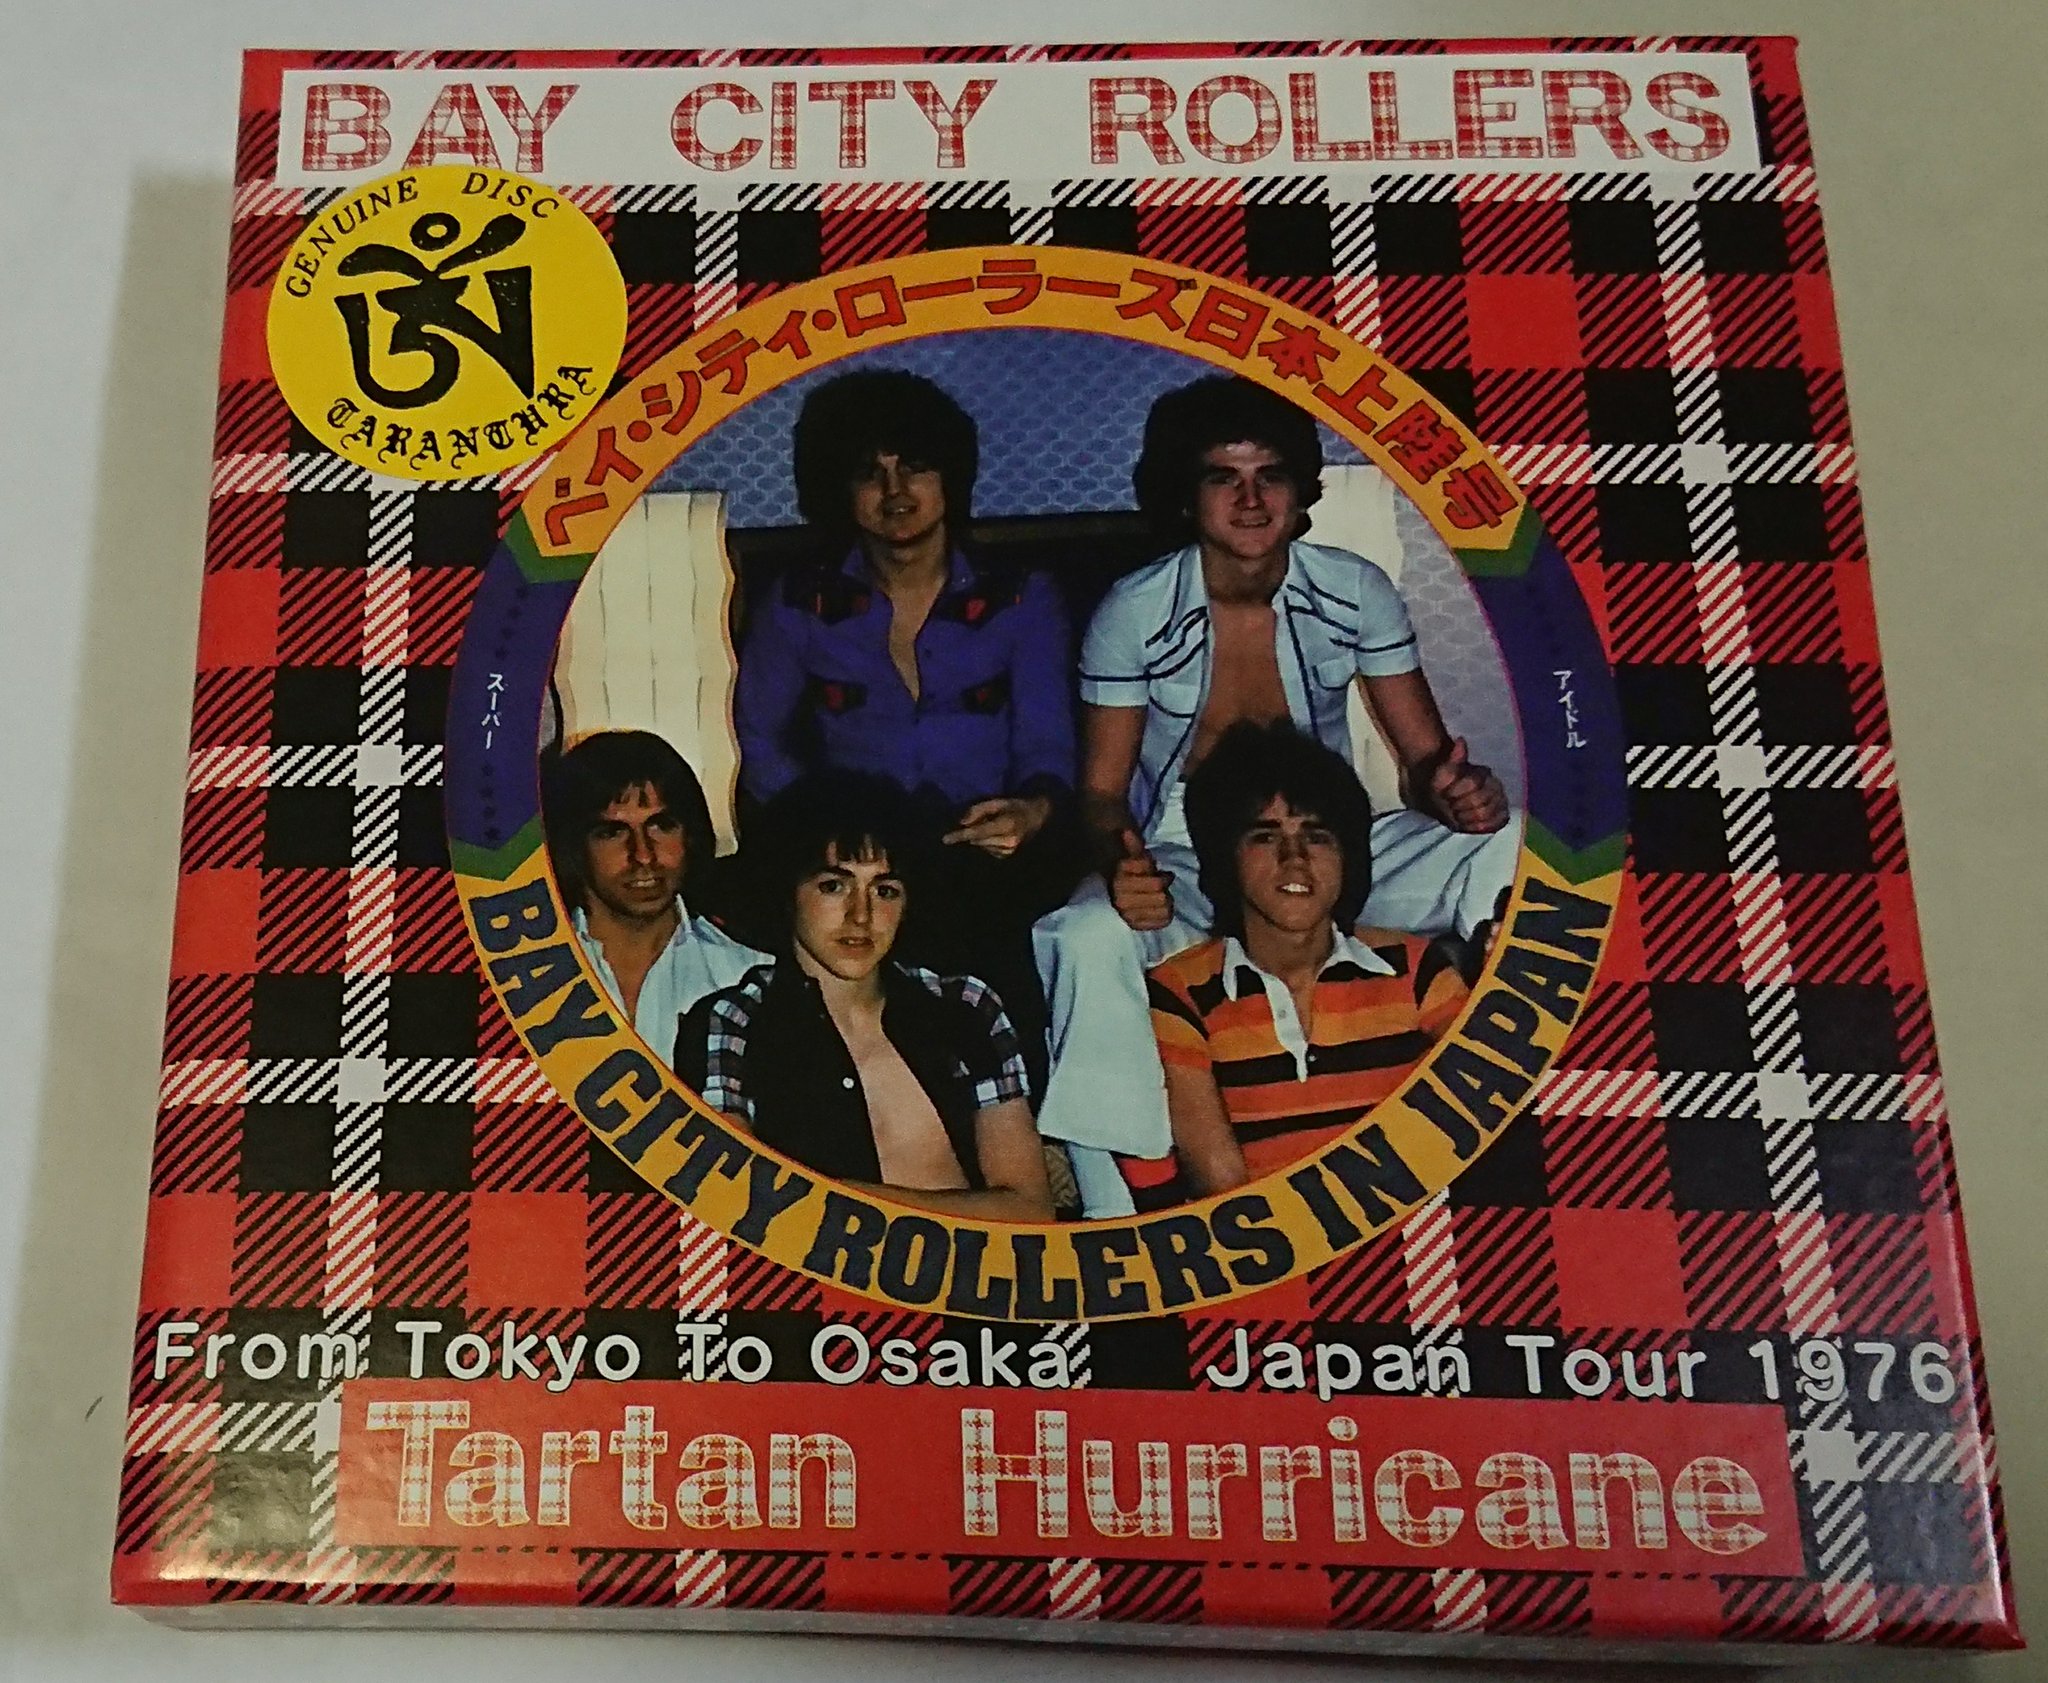 BAY CITY ROLLERS
GENUINE DISC
TARANTURA
ベイ・シティ・ローラーズ日本上陸号
スーパー
アイドル
BAY CITY ROLLERS IN JAPAN
From Tokyo To Osaka Japan Tour 1976
Tartan Hurricane